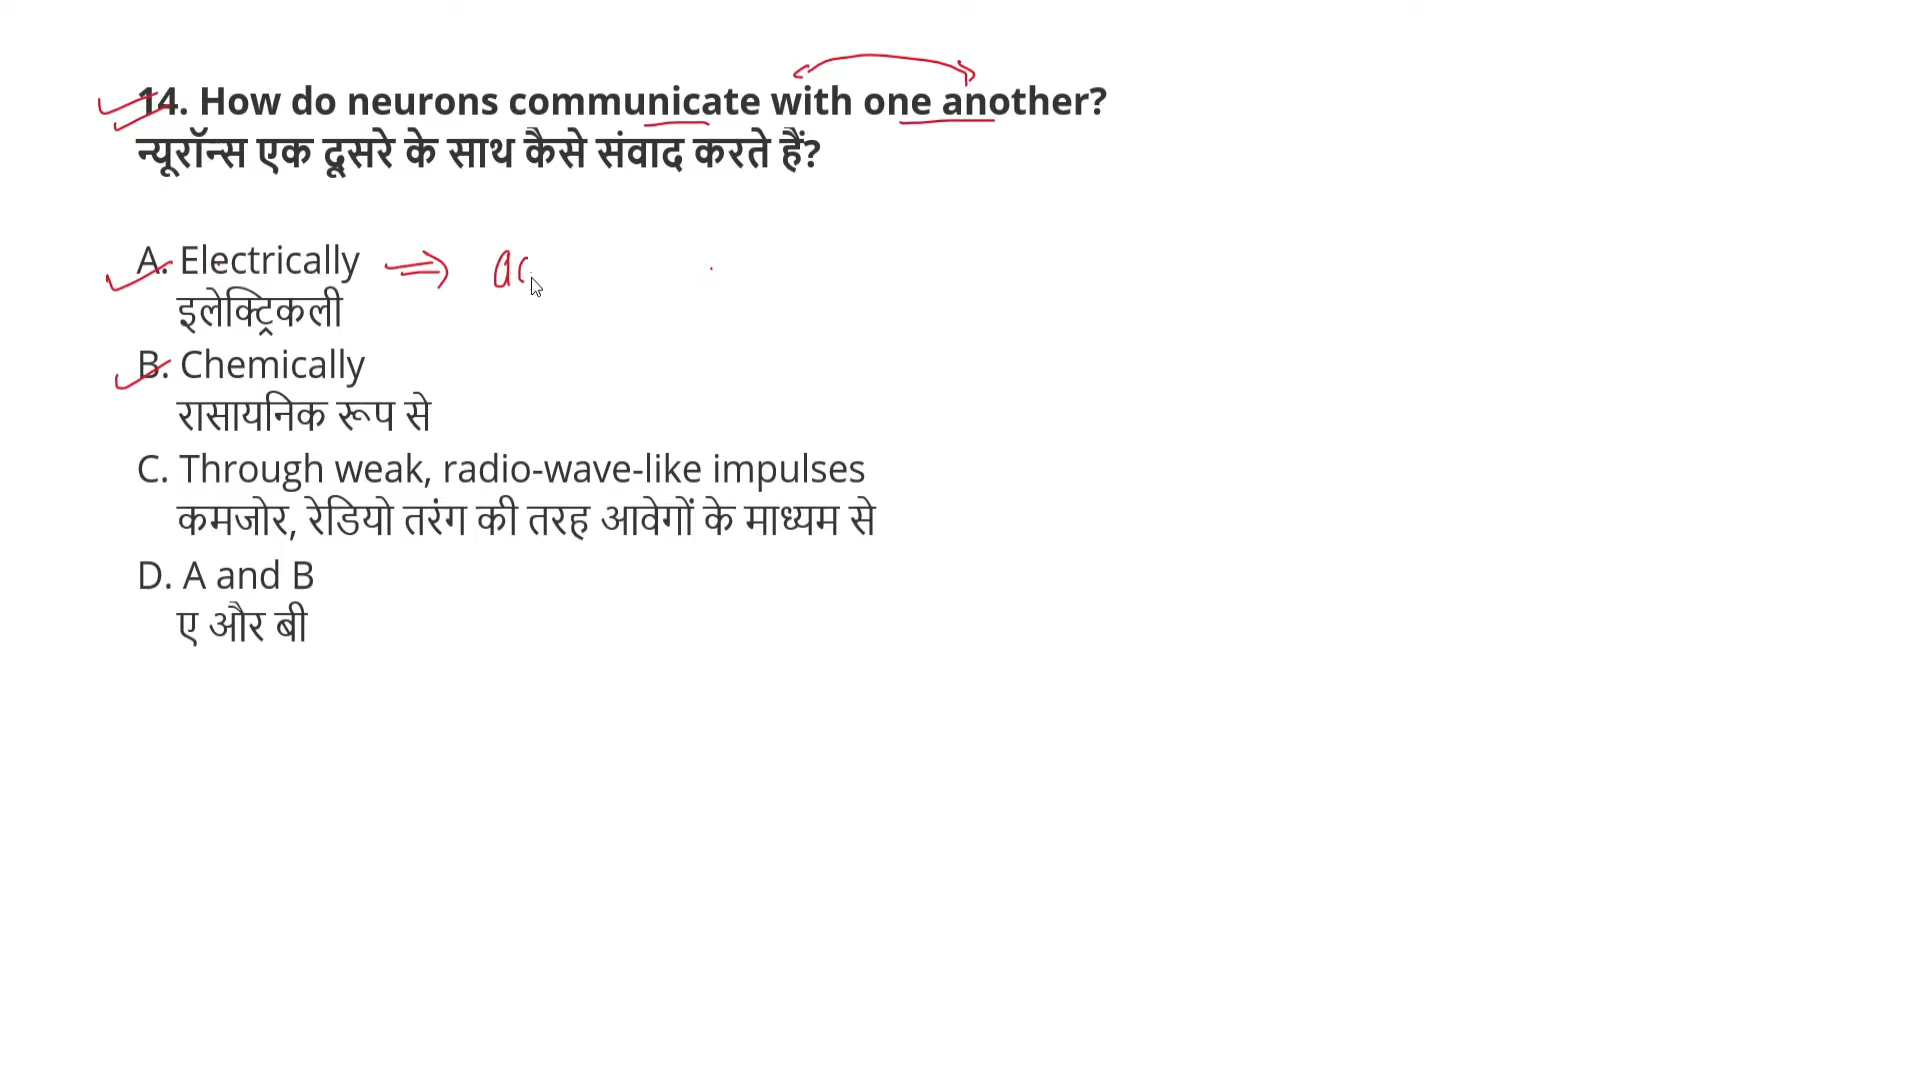 14. How do neurons communicate with one another?
न्यूरॉन्स एक दूसरे के साथ कैसे संवाद करते हैं?
A. Electrically ⇒ ac
इलेक्ट्रिकली
B. Chemically
रासायनिक रूप से
C. Through weak, radio-wave-like impulses
कमजोर, रेडियो तरंग की तरह आवेगों के माध्यम से
D. A and B
ए और बी